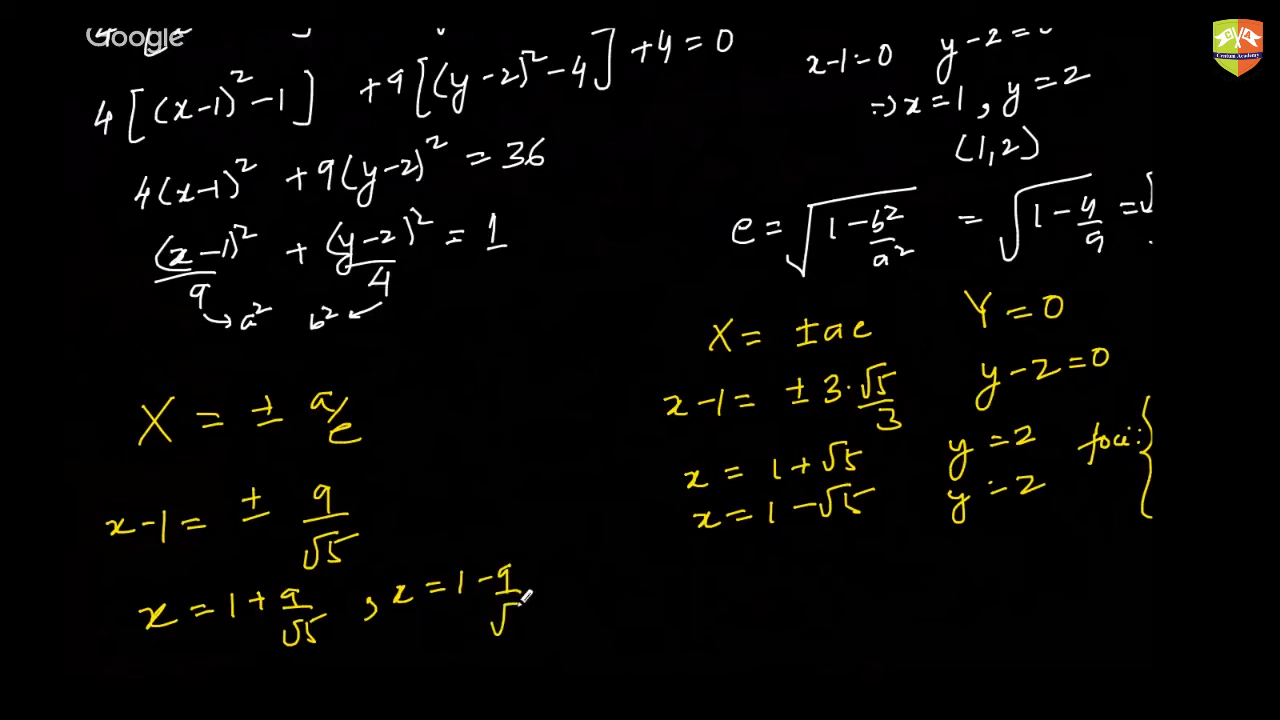 Google
4[(x-1)²-1] +9[(y-2)²-4]+4=0
4(x-1)² +9(y-2)² = 36
(x-1)²/9 + (y-2)²/4 = 1
→a² b² ←
X = ± a/e
x-1 = ± 9/√5
x = 1 + 9/√5 , x = 1 - 9/√
x-1=0 y-2=0
⇒x=1, y=2
(1,2)
e = √(1-b²/a²) = √(1-4/9) = √
X = ±ae Y = 0
x-1 = ± 3·√5/3 y-2=0
x = 1+√5 y=2 foci:
x = 1-√5 y=2
CA
Centum Academy